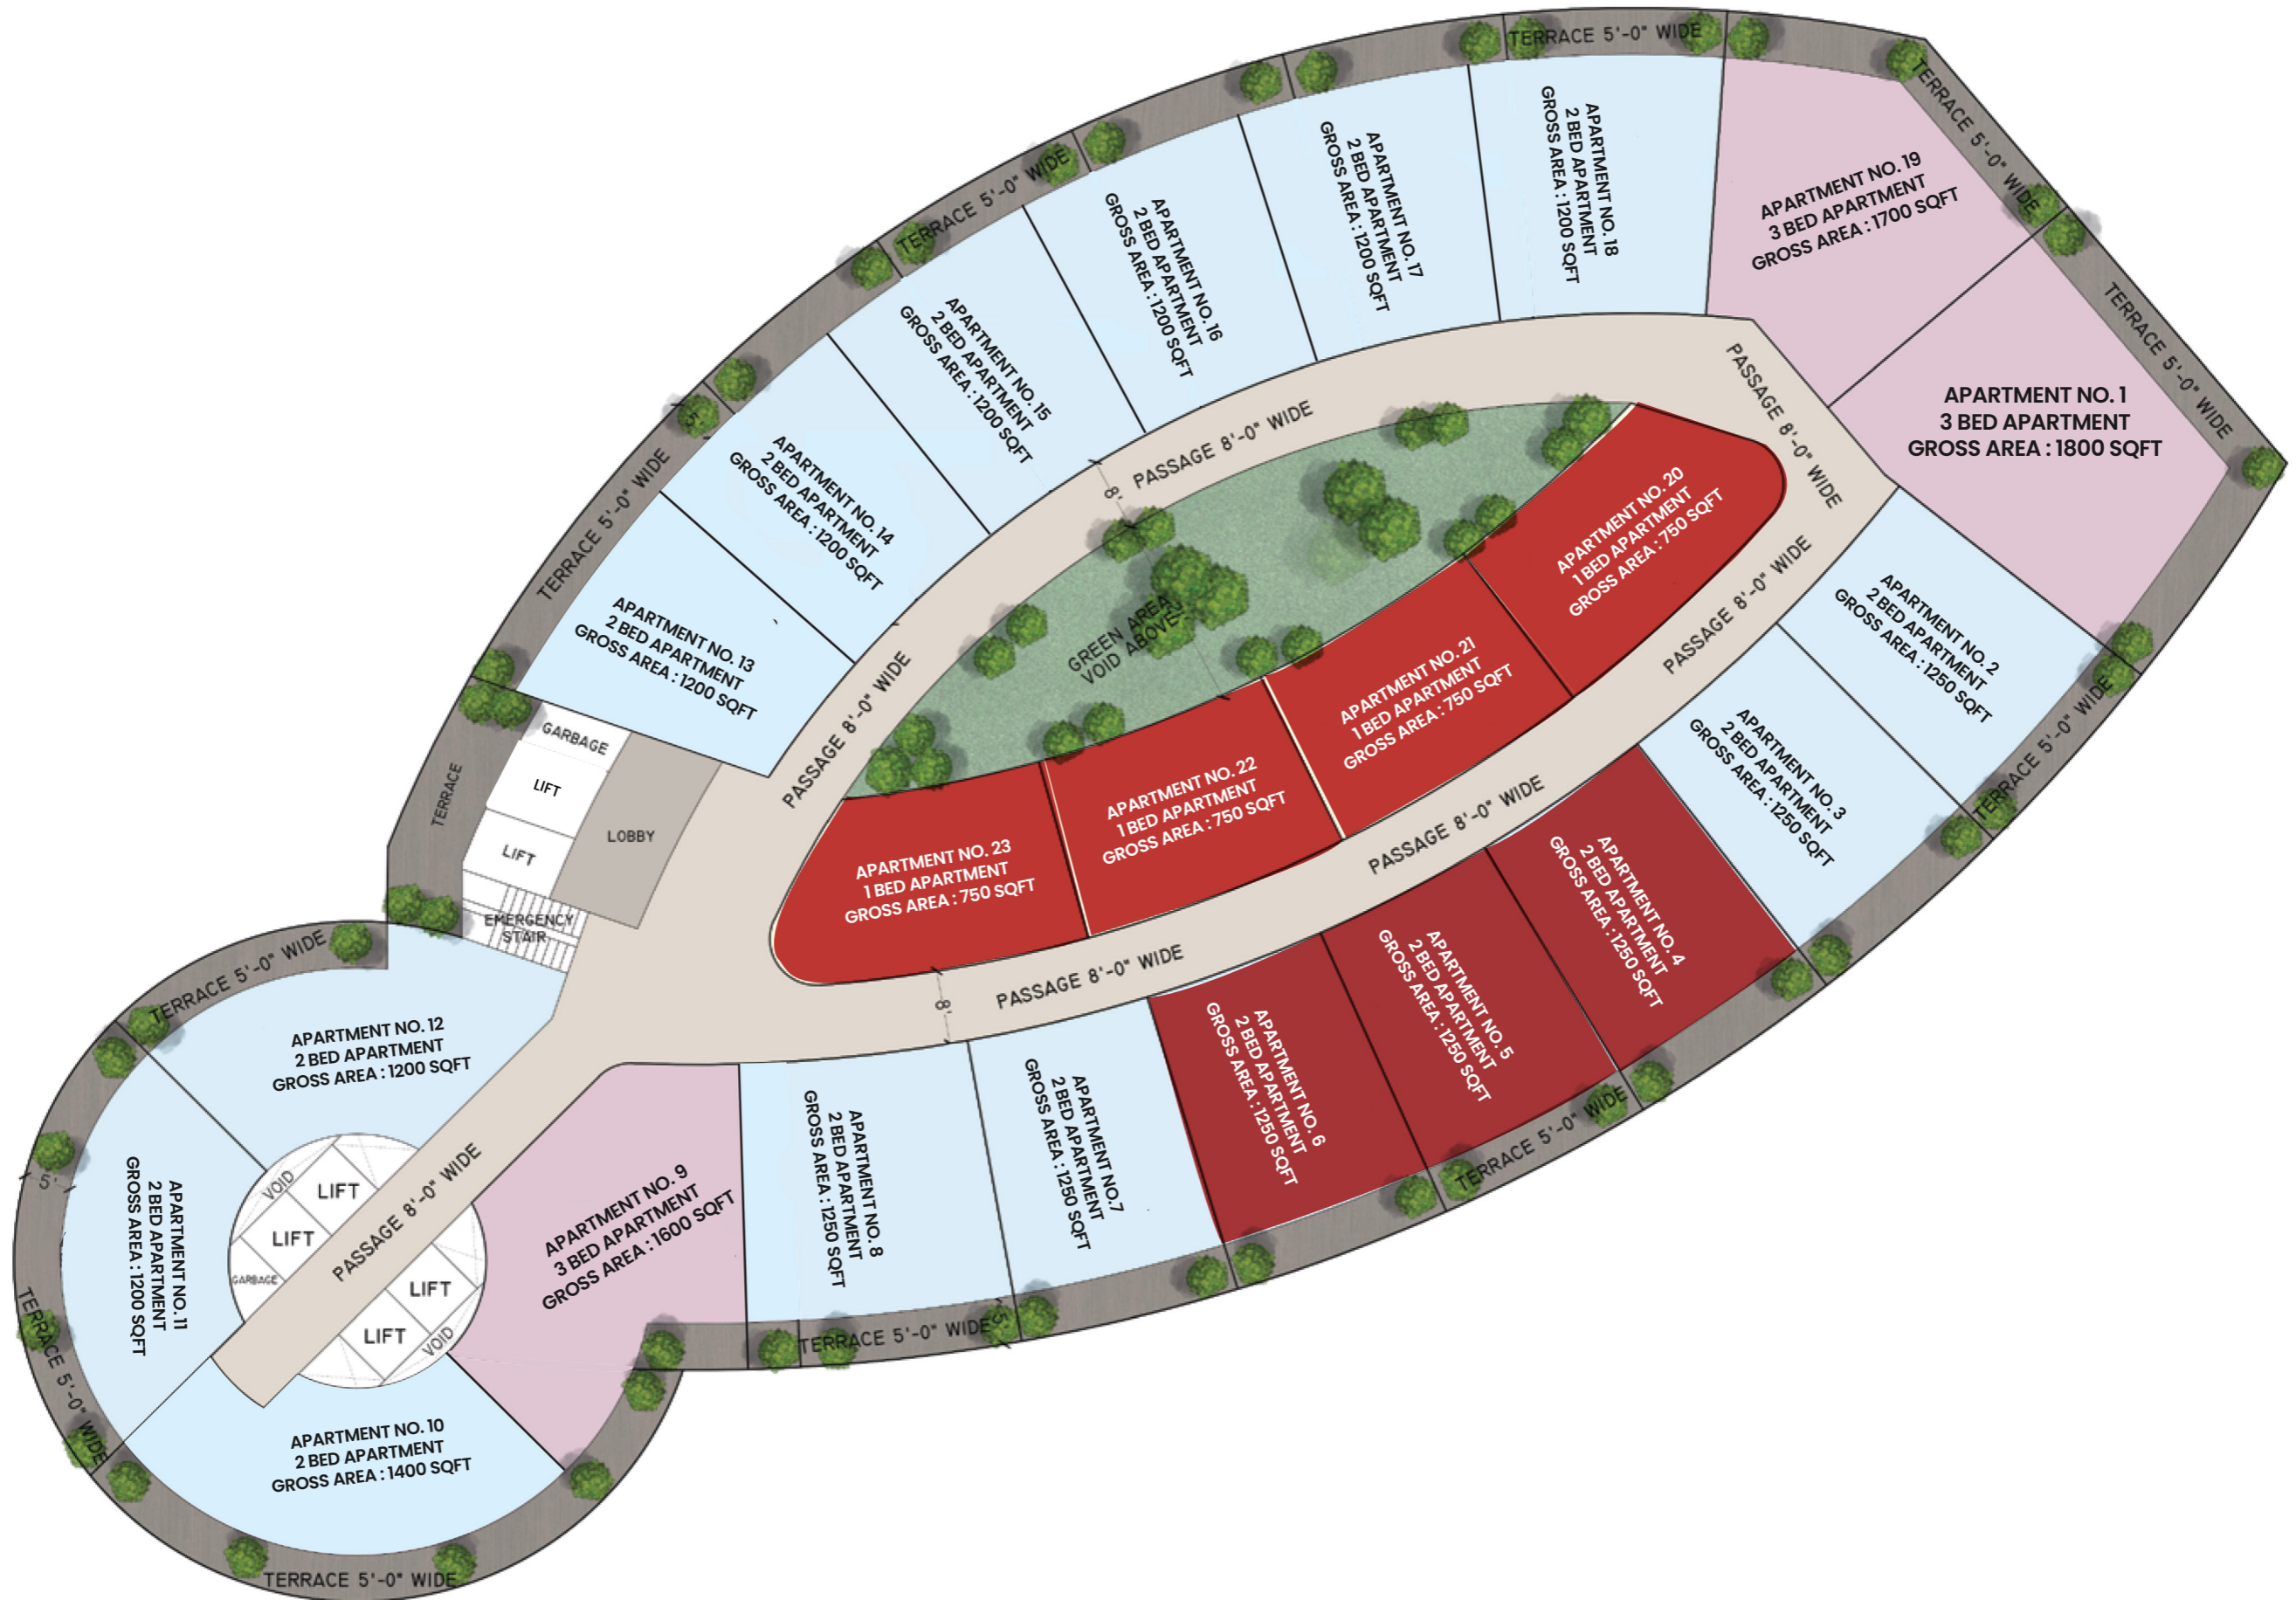 TERRACE 5'-0" WIDE
TERRACE 5'-0" WIDE
APARTMENT NO. 18
2 BED APARTMENT
GROSS AREA : 1200 SQFT
APARTMENT NO. 17
2 BED APARTMENT
GROSS AREA : 1200 SQFT
APARTMENT NO. 19
3 BED APARTMENT
GROSS AREA : 1700 SQFT
TERRACE 5'-0" WIDE
APARTMENT NO. 16
2 BED APARTMENT
GROSS AREA : 1200 SQFT
TERRACE 5'-0" WIDE
APARTMENT NO. 15
2 BED APARTMENT
GROSS AREA : 1200 SQFT
APARTMENT NO. 1
3 BED APARTMENT
GROSS AREA : 1800 SQFT
PASSAGE 8'-0" WIDE
PASSAGE 8'-0" WIDE
8'
5'
TERRACE 5'-0" WIDE
APARTMENT NO. 14
2 BED APARTMENT
GROSS AREA : 1200 SQFT
APARTMENT NO. 20
1 BED APARTMENT
GROSS AREA : 750 SQFT
PASSAGE 8'-0" WIDE
APARTMENT NO. 2
2 BED APARTMENT
GROSS AREA : 1250 SQFT
APARTMENT NO. 13
2 BED APARTMENT
GROSS AREA : 1200 SQFT
GREEN AREA
VOID ABOVE
PASSAGE 8'-0" WIDE
APARTMENT NO. 21
1 BED APARTMENT
GROSS AREA : 750 SQFT
TERRACE 5'-0" WIDE
APARTMENT NO. 3
2 BED APARTMENT
GROSS AREA : 1250 SQFT
GARBAGE
LIFT
TERRACE
LOBBY
LIFT
APARTMENT NO. 22
1 BED APARTMENT
GROSS AREA : 750 SQFT
PASSAGE 8'-0" WIDE
APARTMENT NO. 23
1 BED APARTMENT
GROSS AREA : 750 SQFT
APARTMENT NO. 4
2 BED APARTMENT
GROSS AREA : 1250 SQFT
EMERGENCY
STAIR
TERRACE 5'-0" WIDE
PASSAGE 8'-0" WIDE
8'
APARTMENT NO. 5
2 BED APARTMENT
GROSS AREA : 1250 SQFT
APARTMENT NO. 6
2 BED APARTMENT
GROSS AREA : 1250 SQFT
APARTMENT NO. 12
2 BED APARTMENT
GROSS AREA : 1200 SQFT
APARTMENT NO.7
2 BED APARTMENT
GROSS AREA : 1250 SQFT
APARTMENT NO. 8
2 BED APARTMENT
GROSS AREA : 1250 SQFT
TERRACE 5'-0" WIDE
5'
APARTMENT NO. 11
2 BED APARTMENT
GROSS AREA : 1200 SQFT
VOID
LIFT
LIFT
GARBAGE
PASSAGE 8'-0" WIDE
LIFT
LIFT
VOID
APARTMENT NO. 9
3 BED APARTMENT
GROSS AREA : 1600 SQFT
TERRACE 5'-0" WIDE
5'
TERRACE 5'-0" WIDE
APARTMENT NO. 10
2 BED APARTMENT
GROSS AREA : 1400 SQFT
TERRACE 5'-0" WIDE